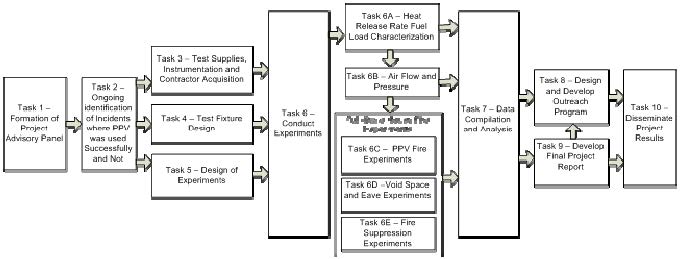 Task 1 –
Formation of
Project
Advisory Panel
Task 2 –
Ongoing
identification
of Incidents
where PPV
was used
Successfully
and Not
Task 3 – Test Supplies,
Instrumentation and
Contractor Acquisition
Task 4 – Test Fixture
Design
Task 5 – Design of
Experiments
Task 6 –
Conduct
Experiments
Task 6A – Heat
Release Rate Fuel
Load Characterization
Task 6B – Air Flow and
Pressure
Experiments
Task 6C – PPV Fire
Experiments
Task 6D –Void Space
and Eave Experiments
Task 6E – Fire
Suppression
Experiments
Task 7 – Data
Compilation
and Analysis
Task 8 – Design
and Develop
Outreach
Program
Task 9 – Develop
Final Project
Report
Task 10 –
Disseminate
Project
Results